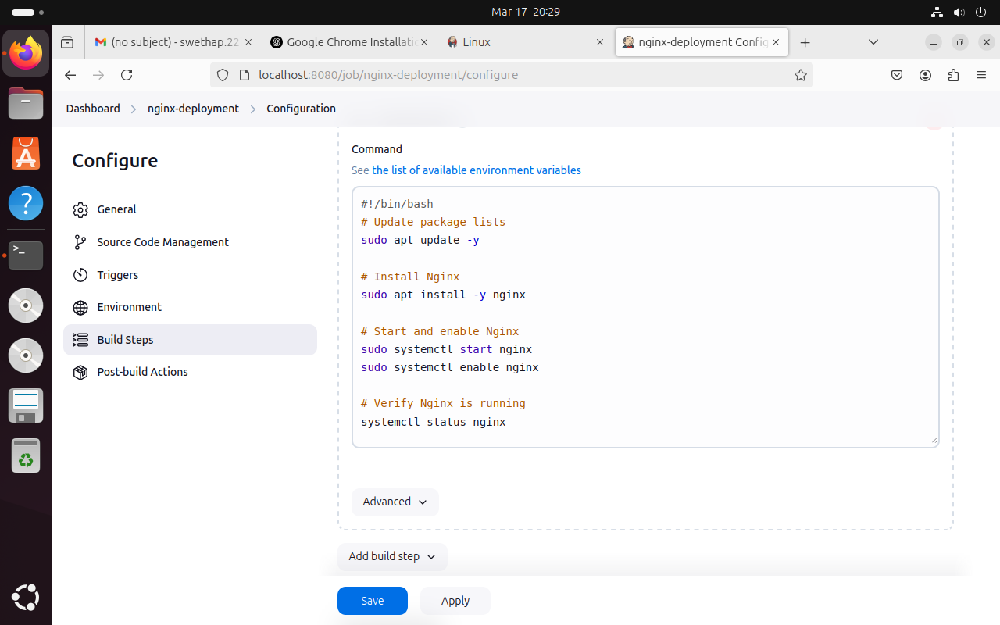 Mar 17 20:29
(no subject) - swethap.22
Google Chrome Installati
Linux
nginx-deployment Config
localhost:8080/job/nginx-deployment/configure
Dashboard
nginx-deployment
Configuration
Configure
General
Source Code Management
Triggers
Environment
Build Steps
Post-build Actions
Command
See the list of available environment variables
#!/bin/bash
# Update package lists
sudo apt update -y
# Install Nginx
sudo apt install -y nginx
# Start and enable Nginx
sudo systemctl start nginx
sudo systemctl enable nginx
# Verify Nginx is running
systemctl status nginx
Advanced
Add build step
Save
Apply